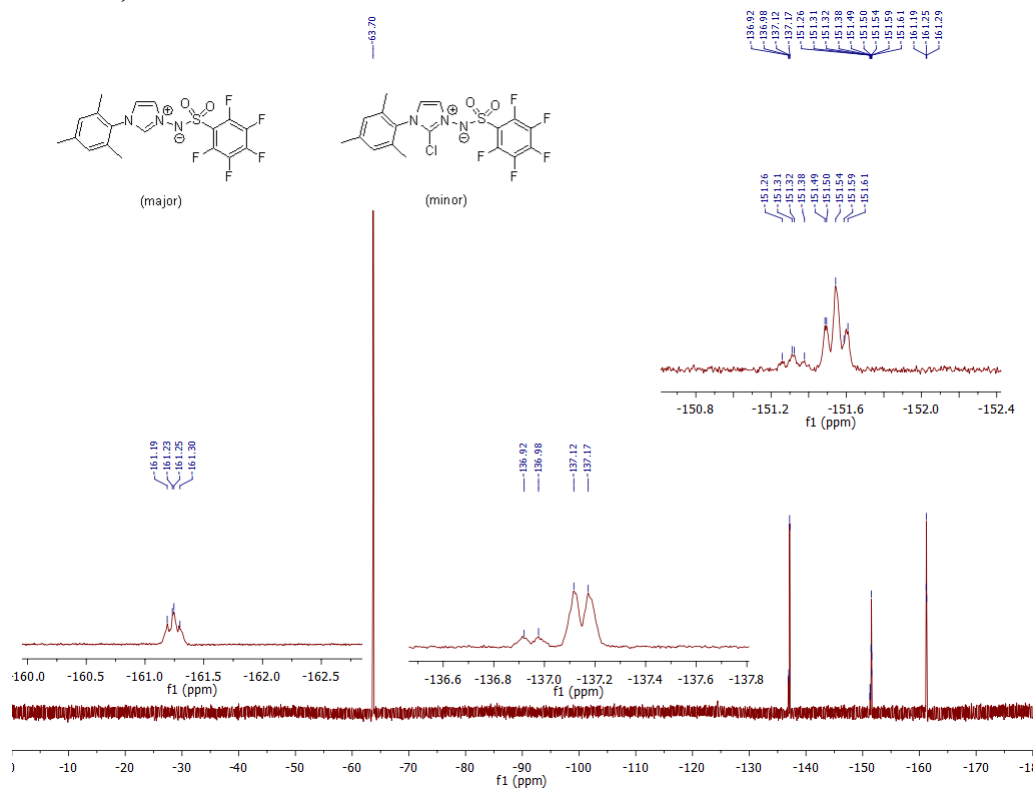 -63.70
-136.92
-136.98
-137.12
-137.17
-151.26
-151.31
-151.32
-151.38
-151.49
-151.50
-151.54
-151.59
-151.61
-161.19
-161.25
-161.29
O
O
S
N
⊕
N
N
⊖
F
F
F
F
F
(major)
O
O
S
N
⊕
N
N
⊖
Cl
F
F
F
F
F
(minor)
-151.26
-151.31
-151.32
-151.38
-151.49
-151.50
-151.54
-151.59
-151.61
-150.8 -151.2 -151.6 -152.0 -152.4
f1 (ppm)
-161.19
-161.23
-161.25
-161.30
-160.0 -160.5 -161.0 -161.5 -162.0 -162.5
f1 (ppm)
-136.92
-136.98
-137.12
-137.17
-136.6 -136.8 -137.0 -137.2 -137.4 -137.6 -137.8
f1 (ppm)
-10 -20 -30 -40 -50 -60 -70 -80 -90 -100 -110 -120 -130 -140 -150 -160 -170 -180
f1 (ppm)